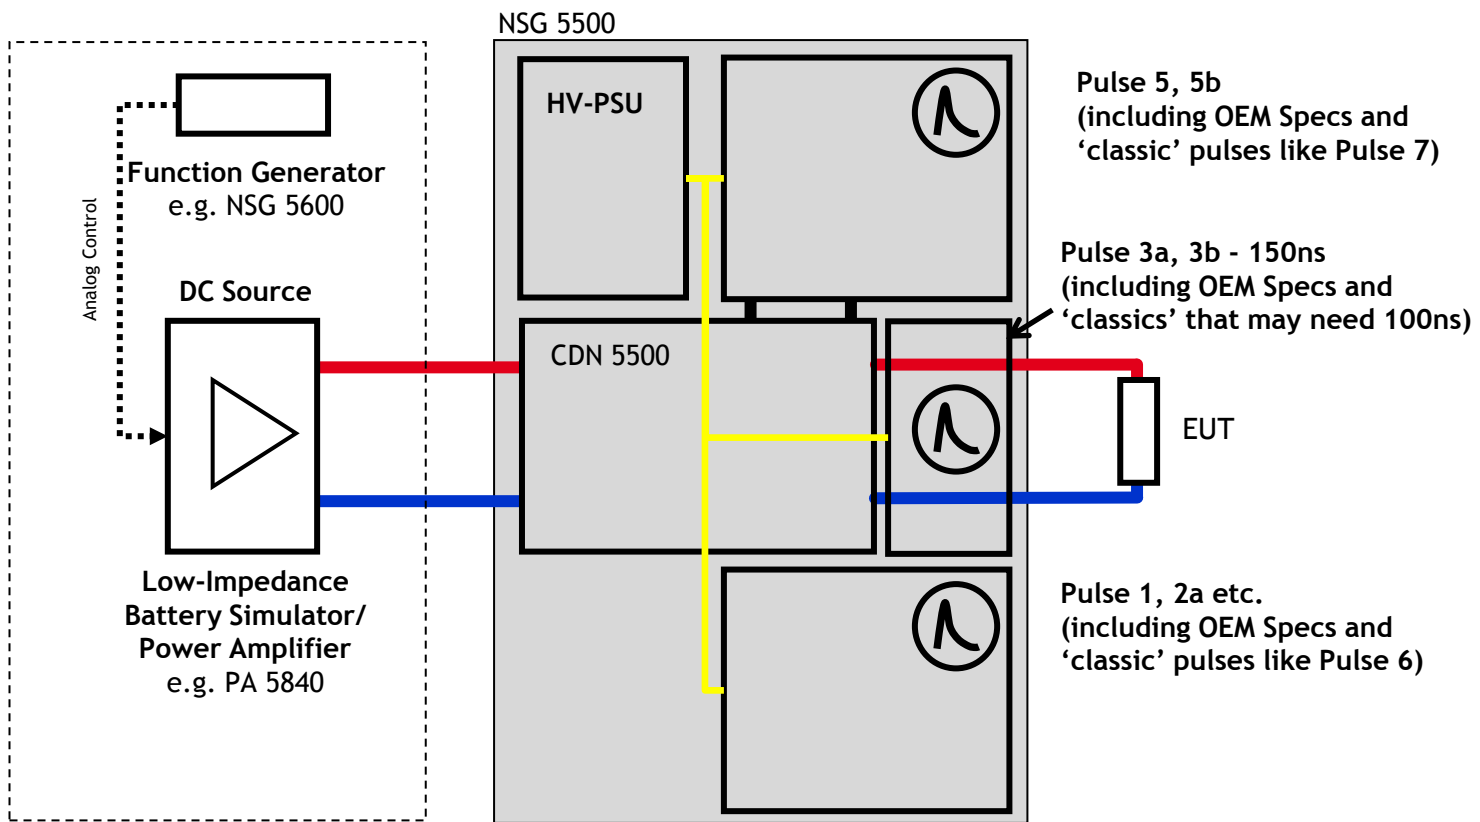 NSG 5500
HV-PSU
Pulse 5, 5b
(including OEM Specs and
‘classic’ pulses like Pulse 7)
Function Generator
e.g. NSG 5600
Analog Control
Pulse 3a, 3b - 150ns
(including OEM Specs and
‘classics’ that may need 100ns)
DC Source
CDN 5500
EUT
Low-Impedance
Battery Simulator/
Power Amplifier
e.g. PA 5840
Pulse 1, 2a etc.
(including OEM Specs and
‘classic’ pulses like Pulse 6)